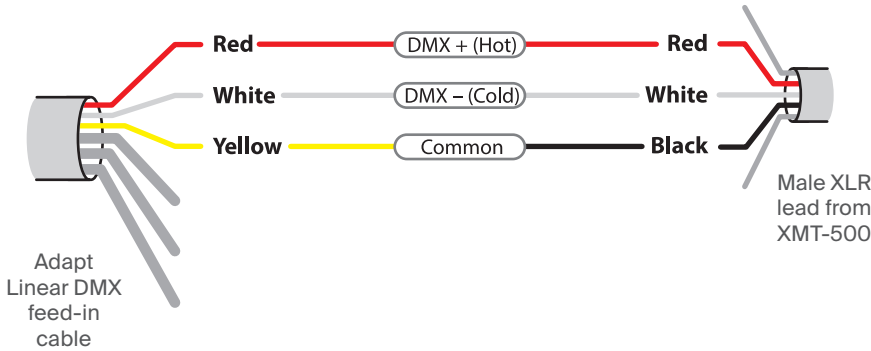 Red DMX + (Hot) Red
White DMX – (Cold) White
Yellow Common Black
Male XLR
lead from
XMT-500
Adapt
Linear DMX
feed-in
cable